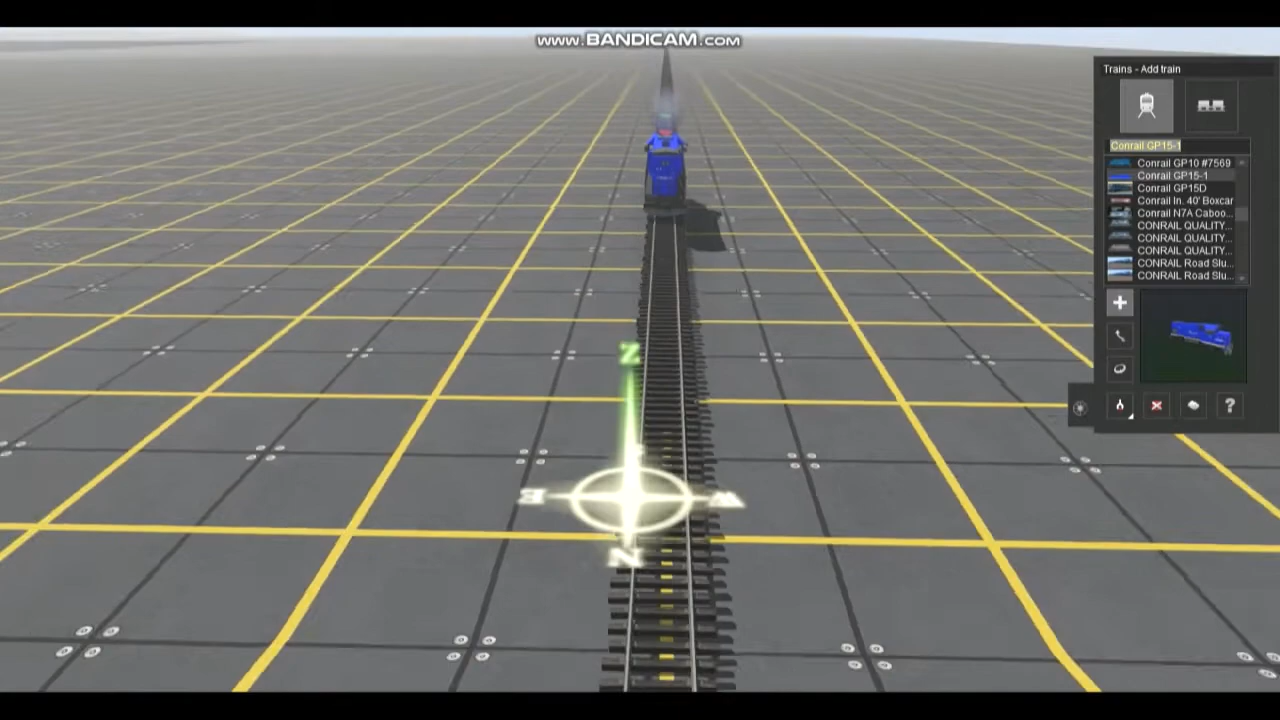 www.BANDICAM.com
Trains - Add train
Conrail GP15-1
Conrail GP10 #7569
Conrail GP15-1
Conrail GP15D
Conrail In. 40' Boxcar
Conrail N7A Caboo...
CONRAIL QUALITY...
CONRAIL QUALITY...
CONRAIL QUALITY...
CONRAIL Road Slu...
CONRAIL Road Slu...
?
Z
E W
N